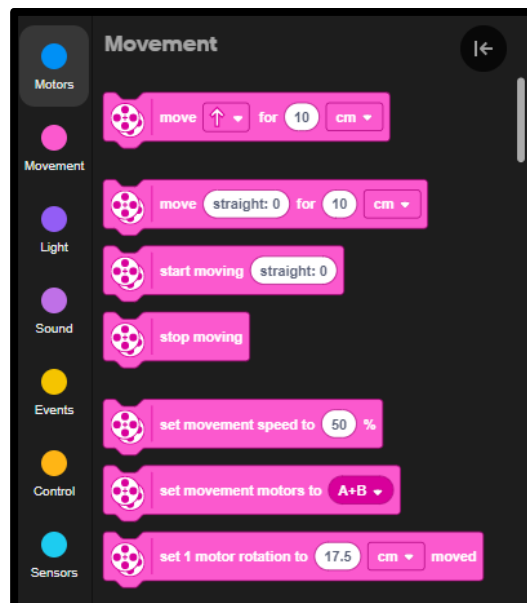 Movement
Motors
Movement
Light
Sound
Events
Control
Sensors
move for 10 cm
move straight: 0 for 10 cm
start moving straight: 0
stop moving
set movement speed to 50 %
set movement motors to A+B
set 1 motor rotation to 17.5 cm moved